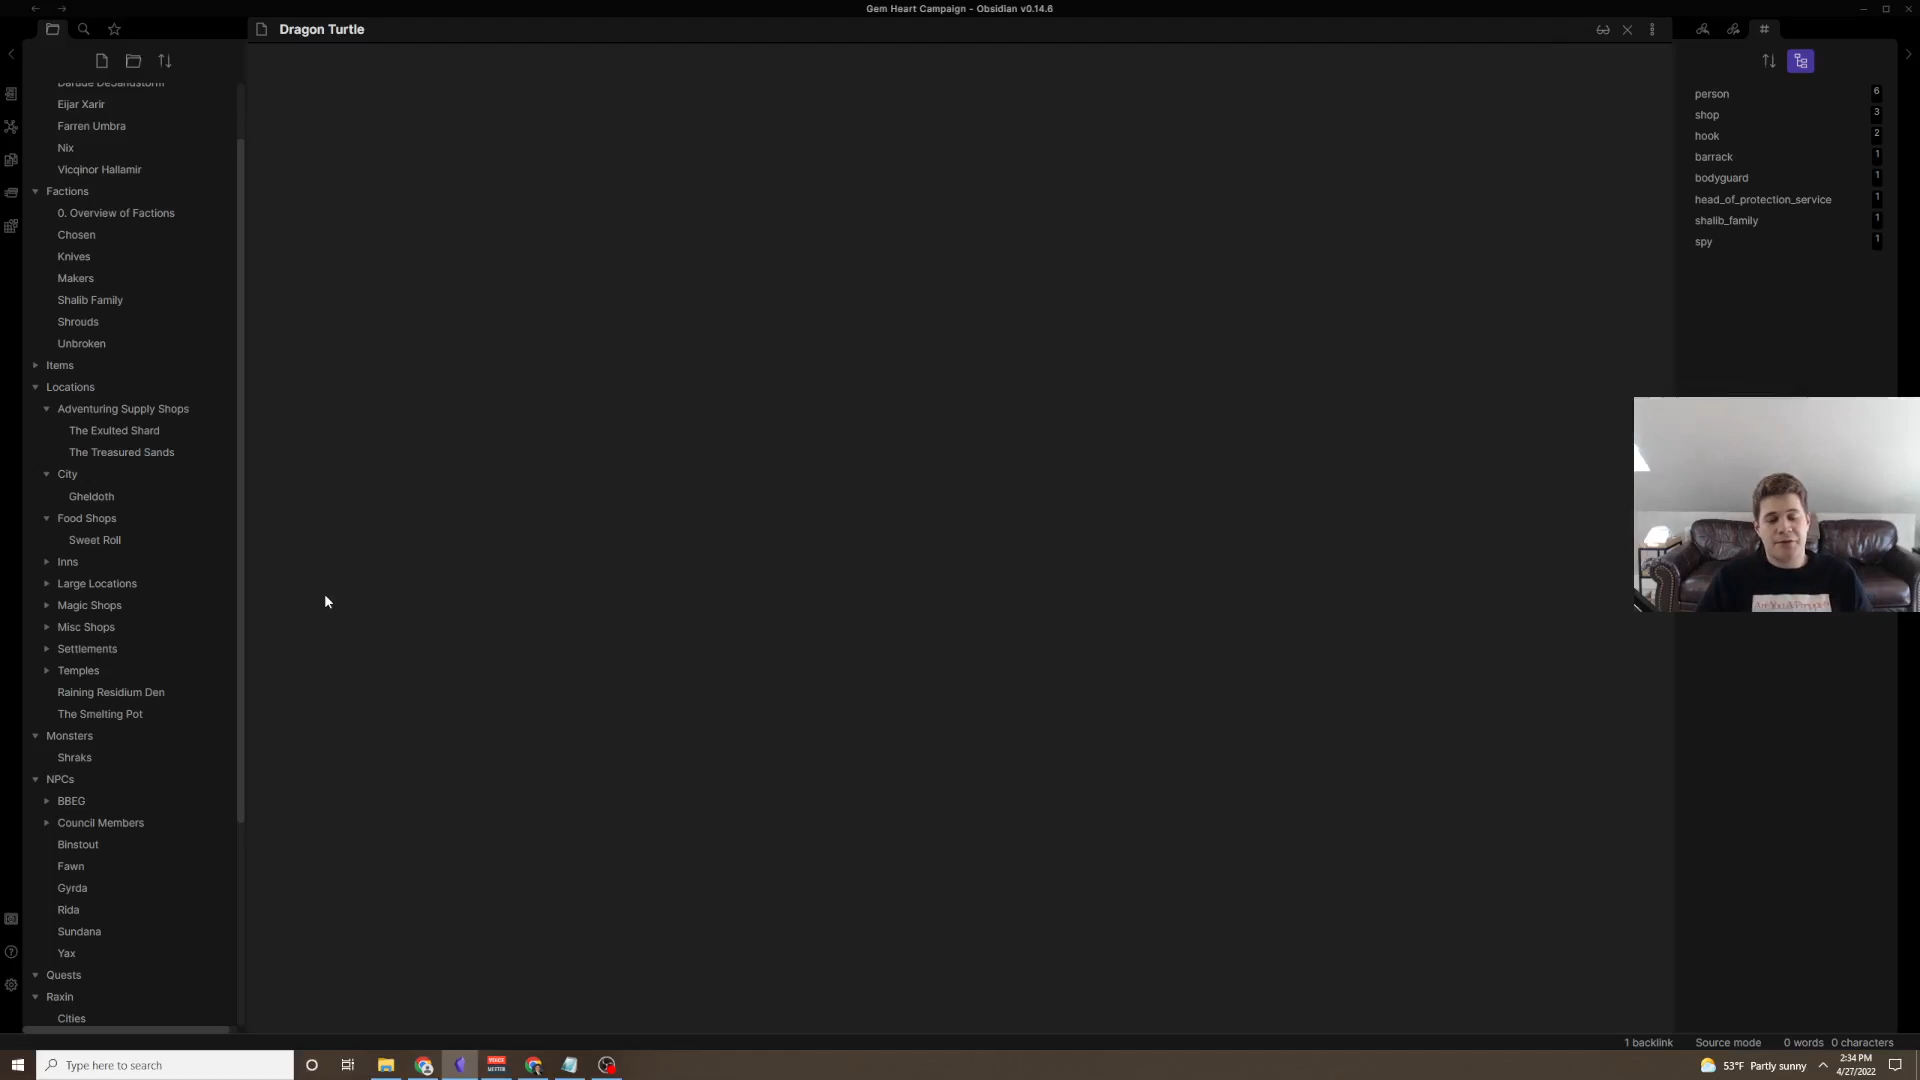 Gem Heart Campaign - Obsidian v0.14.6
Dragon Turtle
Darude DeSandstorm
Eijar Xarir
Farren Umbra
Nix
Vicqinor Hallamir
Factions
0. Overview of Factions
Chosen
Knives
Makers
Shalib Family
Shrouds
Unbroken
Items
Locations
Adventuring Supply Shops
The Exulted Shard
The Treasured Sands
City
Gheldoth
Food Shops
Sweet Roll
Inns
Large Locations
Magic Shops
Misc Shops
Settlements
Temples
Raining Residium Den
The Smelting Pot
Monsters
Shraks
NPCs
BBEG
Council Members
Binstout
Fawn
Gyrda
Rida
Sundana
Yax
Quests
Raxin
Cities
person 6
shop 3
hook 2
barrack 1
bodyguard 1
head_of_protection_service 1
shalib_family 1
spy 1
1 backlink Source mode 0 words 0 characters
Type here to search
53°F Partly sunny
2:34 PM
4/27/2022